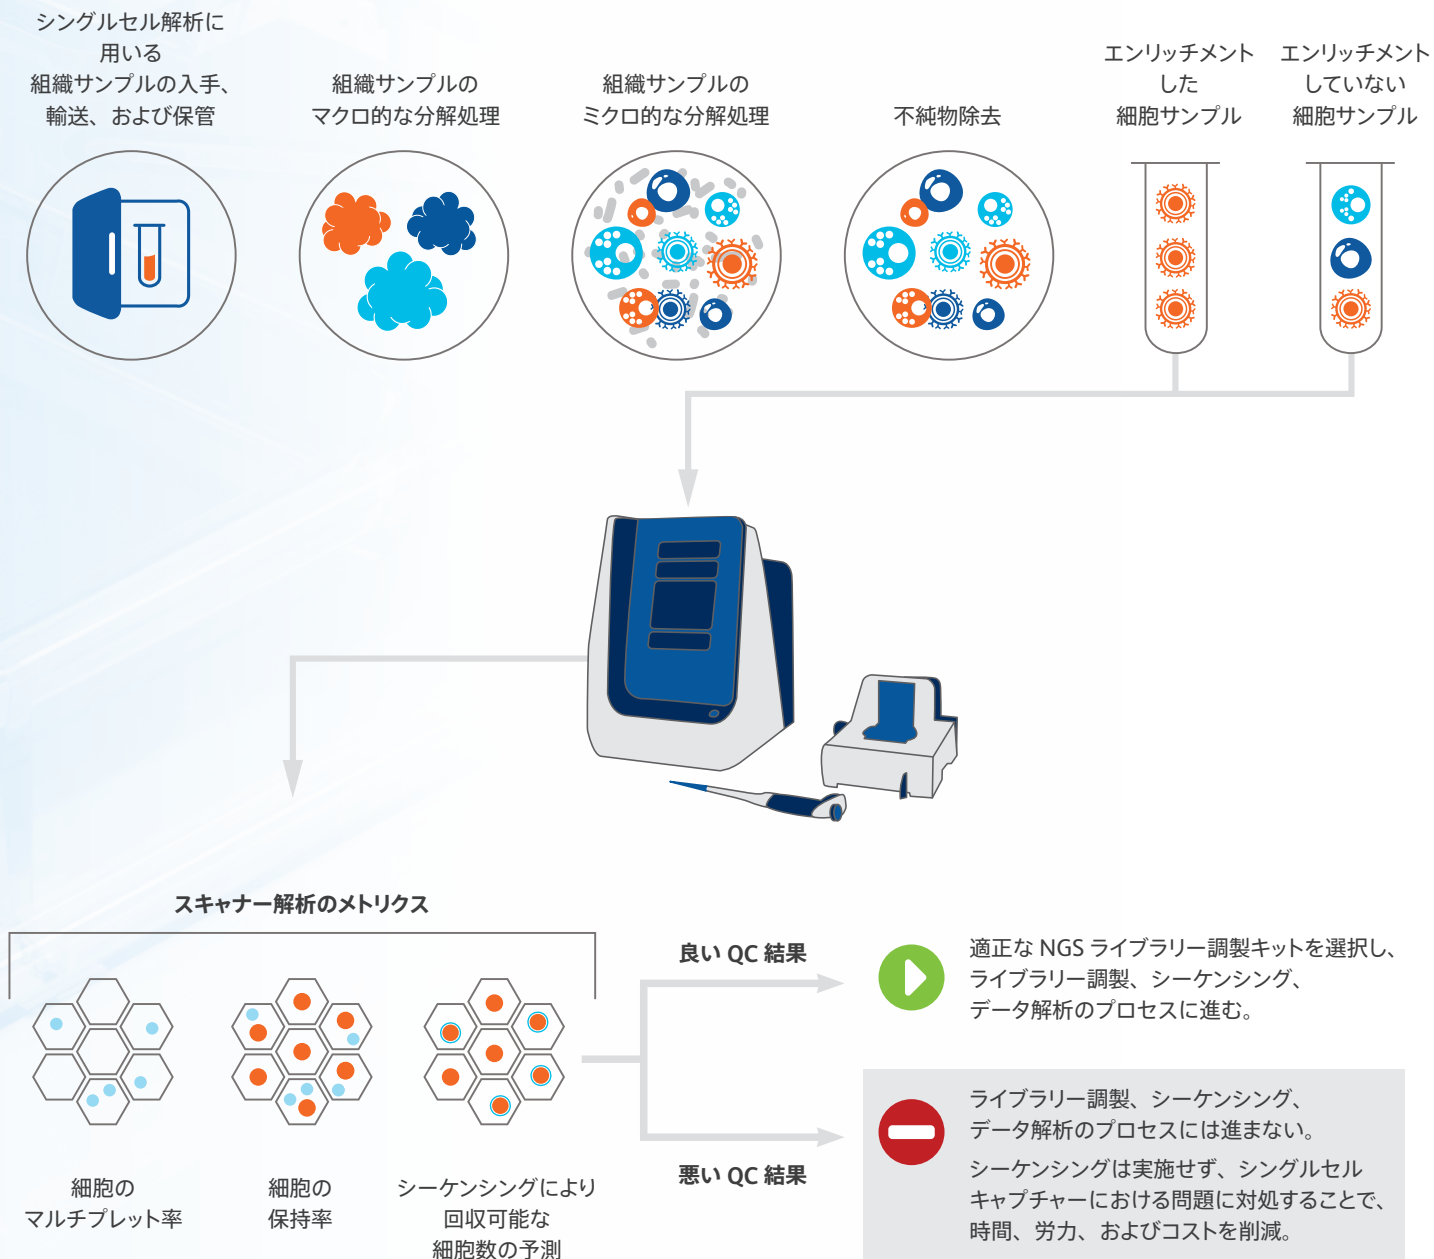 シングルセル解析に
用いる
組織サンプルの入手、
輸送、および保管
組織サンプルの
マクロ的な分解処理
組織サンプルの
ミクロ的な分解処理
不純物除去
エンリッチメント
した
細胞サンプル
エンリッチメント
していない
細胞サンプル
スキャナー解析のメトリクス
細胞の
マルチプレット率
細胞の
保持率
シーケンシングにより
回収可能な
細胞数の予測
良い QC 結果
適正な NGS ライブラリー調製キットを選択し、
ライブラリー調製、シーケンシング、
データ解析のプロセスに進む。
悪い QC 結果
ライブラリー調製、シーケンシング、
データ解析のプロセスには進まない。
シーケンシングは実施せず、シングルセル
キャプチャーにおける問題に対処することで、
時間、労力、およびコストを削減。